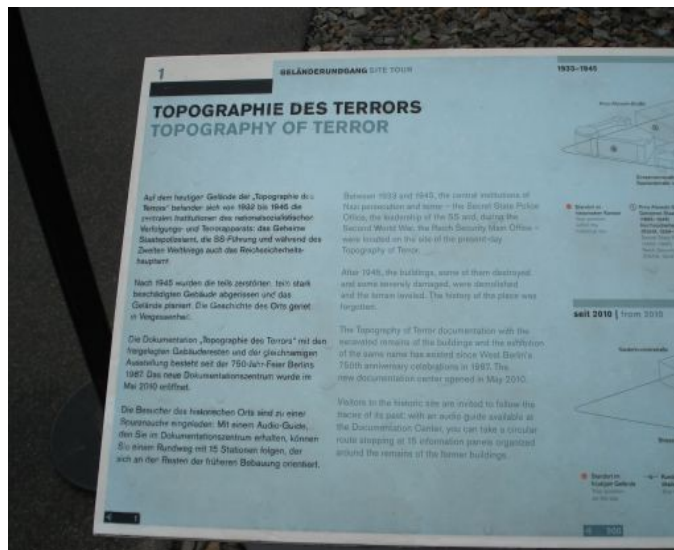 1
GELÄNDERUNDGANG SITE TOUR
1933–1945
TOPOGRAPHIE DES TERRORS
TOPOGRAPHY OF TERROR
Auf dem heutigen Gelände der „Topographie des
Terrors" befanden sich von 1933 bis 1945 die
zentralen Institutionen des nationalsozialistischen
Verfolgungs- und Terrorapparats: das Geheime
Staatspolizeiamt, die SS-Führung und während des
Zweiten Weltkriegs auch das Reichssicherheits-
hauptamt.
Nach 1945 wurden die teils zerstörten, teils stark
beschädigten Gebäude abgerissen und das
Gelände planiert. Die Geschichte des Orts geriet
in Vergessenheit.
Die Dokumentation „Topographie des Terrors" mit den
freigelegten Gebäuderesten und der gleichnamigen
Ausstellung besteht seit der 750-Jahr-Feier Berlins
1987. Das neue Dokumentationszentrum wurde im
Mai 2010 eröffnet.
Die Besucher des historischen Orts sind zu einer
Spurensuche eingeladen: Mit einem Audio-Guide,
den Sie im Dokumentationszentrum erhalten, können
Sie einem Rundweg mit 15 Stationen folgen, der
sich an den Resten der früheren Bebauung orientiert.
Between 1933 and 1945, the central institutions of
Nazi persecution and terror – the Secret State Police
Office, the leadership of the SS and, during the
Second World War, the Reich Security Main Office –
were located on the site of the present-day
Topography of Terror.
After 1945, the buildings, some of them destroyed
and some severely damaged, were demolished
and the terrain leveled. The history of the place was
forgotten.
The Topography of Terror documentation with the
excavated remains of the buildings and the exhibition
of the same name has existed since West Berlin's
750th anniversary celebrations in 1987. The
new documentation center opened in May 2010.
Visitors to the historic site are invited to follow the
traces of its past: with an audio guide available at
the Documentation Center, you can take a circular
route stopping at 15 information panels organized
around the remains of the former buildings.
seit 2010 | from 2010
Standort im
heutigen Gelände